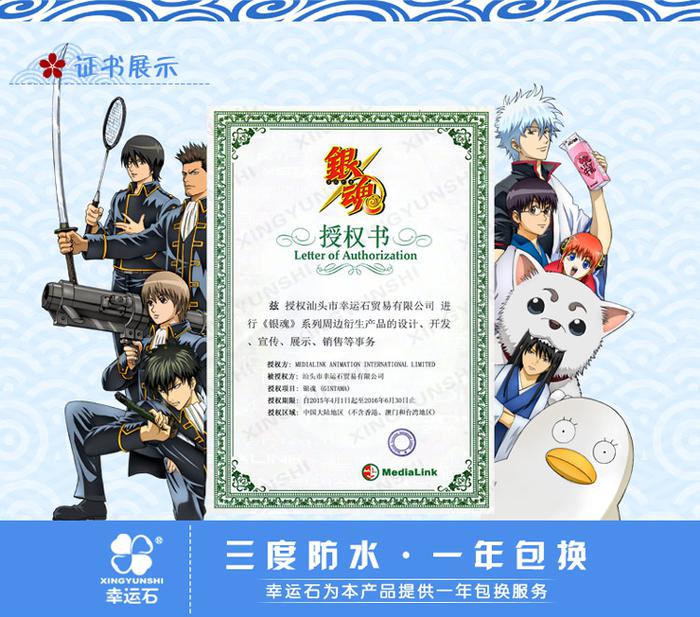 证书展示
銀魂
授权书
Letter of Authorization
兹 授权汕头市幸运石贸易有限公司 进
行《银魂》系列周边衍生产品的设计、开发
、宣传、展示、销售等事务
授权方：MEDIALINK ANIMATION INTERNATIONAL LIMITED
被授权方：汕头市幸运石贸易有限公司
授权项目：银魂 (GINTAMA)
授权期限：自2015年4月1日起至2016年6月30日止
授权区域：中国大陆地区（不含香港、澳门和台湾地区）
MediaLink
XINGYUNSHI
幸运石
三度防水·一年包换
幸运石为本产品提供一年包换服务